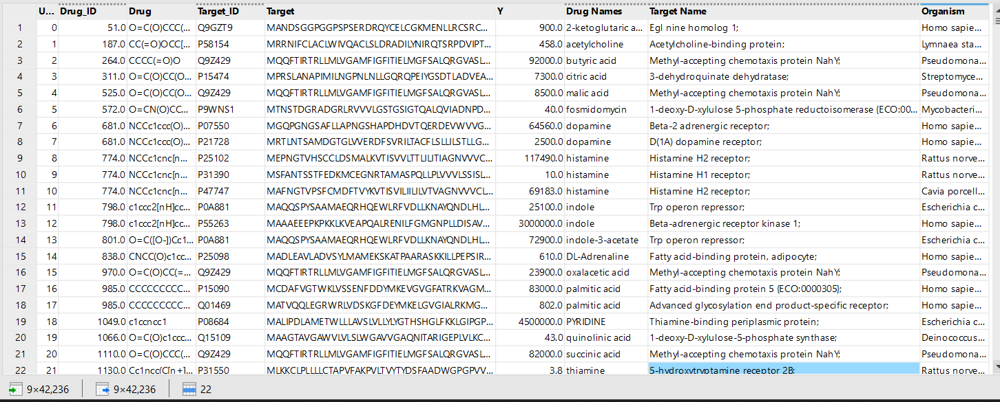 U... Drug_ID Drug Target_ID Target Y Drug Names Target Name Organism
1 0 51.0 O=C(O)CCC(... Q9GZT9 MANDSGGPGGPSPSERDRQYCELCGKMENLLRCSRC... 900.0 2-ketoglutaric a... Egl nine homolog 1; Homo sapie...
2 1 187.0 CC(=O)OCC[... P58154 MRRNIFCLACLWIVQACLSLDRADILYNIRQTSRPDVIPT... 458.0 acetylcholine Acetylcholine-binding protein; Lymnaea sta...
3 2 264.0 CCCC(=O)O Q9Z429 MQQFTIRTRLLMLVGAMFIGFITIELMGFSALQRGVASL... 92000.0 butyric acid Methyl-accepting chemotaxis protein NahY; Pseudomona...
4 3 311.0 O=C(O)CC(O... P15474 MPRSLANAPIMILNGPNLNLLGQRQPEIYGSDTLADVEA... 7300.0 citric acid 3-dehydroquinate dehydratase; Streptomyce...
5 4 525.0 O=C(O)CC(O... Q9Z429 MQQFTIRTRLLMLVGAMFIGFITIELMGFSALQRGVASL... 8500.0 malic acid Methyl-accepting chemotaxis protein NahY; Pseudomona...
6 5 572.0 O=CN(O)CC... P9WNS1 MTNSTDGRADGRLRVVVLGSTGSIGTQALQVIADNPD... 40.0 fosmidomycin 1-deoxy-D-xylulose 5-phosphate reductoisomerase {ECO:00... Mycobacteri...
7 6 681.0 NCCc1ccc(O)... P07550 MGQPGNGSAFLLAPNGSHAPDHDVTQERDEVWVVG... 64560.0 dopamine Beta-2 adrenergic receptor; Homo sapie...
8 7 681.0 NCCc1ccc(O)... P21728 MRTLNTSAMDGTGLVVERDFSVRILTACFLSLLILSTLLG... 2500.0 dopamine D(1A) dopamine receptor; Homo sapie...
9 8 774.0 NCCc1cnc[n... P25102 MEPNGTVHSCCLDSMALKVTISVVLTTLILITIAGNVVVC... 117490.0 histamine Histamine H2 receptor; Rattus norve...
10 9 774.0 NCCc1cnc[n... P31390 MSFANTSSTFEDKMCEGNRTAMASPQLLPLVVVLSSISL... 10.0 histamine Histamine H1 receptor; Rattus norve...
11 10 774.0 NCCc1cnc[n... P47747 MAFNGTVPSFCMDFTVYKVTISVILIILILVTVAGNVVVCL... 69183.0 histamine Histamine H2 receptor; Cavia porcell...
12 11 798.0 c1ccc2[nH]cc... P0A881 MAQQSPYSAAMAEQRHQEWLRFVDLLKNAYQNDLHL... 25100.0 indole Trp operon repressor; Escherichia c...
13 12 798.0 c1ccc2[nH]cc... P55263 MAAAEEEPKPKKLKVEAPQALRENILFGMGNPLLDISAV... 3000000.0 indole Beta-adrenergic receptor kinase 1; Homo sapie...
14 13 801.0 O=C([O-])Cc1... P0A881 MAQQSPYSAAMAEQRHQEWLRFVDLLKNAYQNDLHL... 72900.0 indole-3-acetate Trp operon repressor; Escherichia c...
15 14 838.0 CNCC(O)c1cc... P25098 MADLEAVLADVSYLMAMEKSKATPAARASKKILLPEPSIR... 610.0 DL-Adrenaline Fatty acid-binding protein, adipocyte; Homo sapie...
16 15 970.0 O=C(O)CC(=... Q9Z429 MQQFTIRTRLLMLVGAMFIGFITIELMGFSALQRGVASL... 23900.0 oxalacetic acid Methyl-accepting chemotaxis protein NahY; Pseudomona...
17 16 985.0 CCCCCCCCC... P15090 MCDAFVGTWKLVSSENFDDYMKEVGVGFATRKVAGM... 83000.0 palmitic acid Fatty acid-binding protein 5 {ECO:0000305}; Homo sapie...
18 17 985.0 CCCCCCCCC... Q01469 MATVQQLEGRWRLVDSKGFDEYMKELGVGIALRKMG... 802.0 palmitic acid Advanced glycosylation end product-specific receptor; Homo sapie...
19 18 1049.0 c1ccncc1 P08684 MALIPDLAMETWLLLAVSLVLLYLYGTHSHGLFKKLGIPGP... 4500000.0 PYRIDINE Thiamine-binding periplasmic protein; Escherichia c...
20 19 1066.0 O=C(O)c1ccc... Q15109 MAAGTAVGAWVLVLSLWGAVVGAQNITARIGEPLVLKC... 43.0 quinolinic acid 1-deoxy-D-xylulose-5-phosphate synthase; Deinococcus...
21 20 1110.0 O=C(O)CCC(... Q9Z429 MQQFTIRTRLLMLVGAMFIGFITIELMGFSALQRGVASL... 82000.0 succinic acid Methyl-accepting chemotaxis protein NahY; Pseudomona...
22 21 1130.0 Cc1ncc(C[n+]... P31550 MLKKCLPLLLLCTAPVFAKPVLTVYTYDSFAADWGPGPVV... 3.8 thiamine 5-hydroxytryptamine receptor 2B; Rattus norve...
9×42,236 9×42,236 22